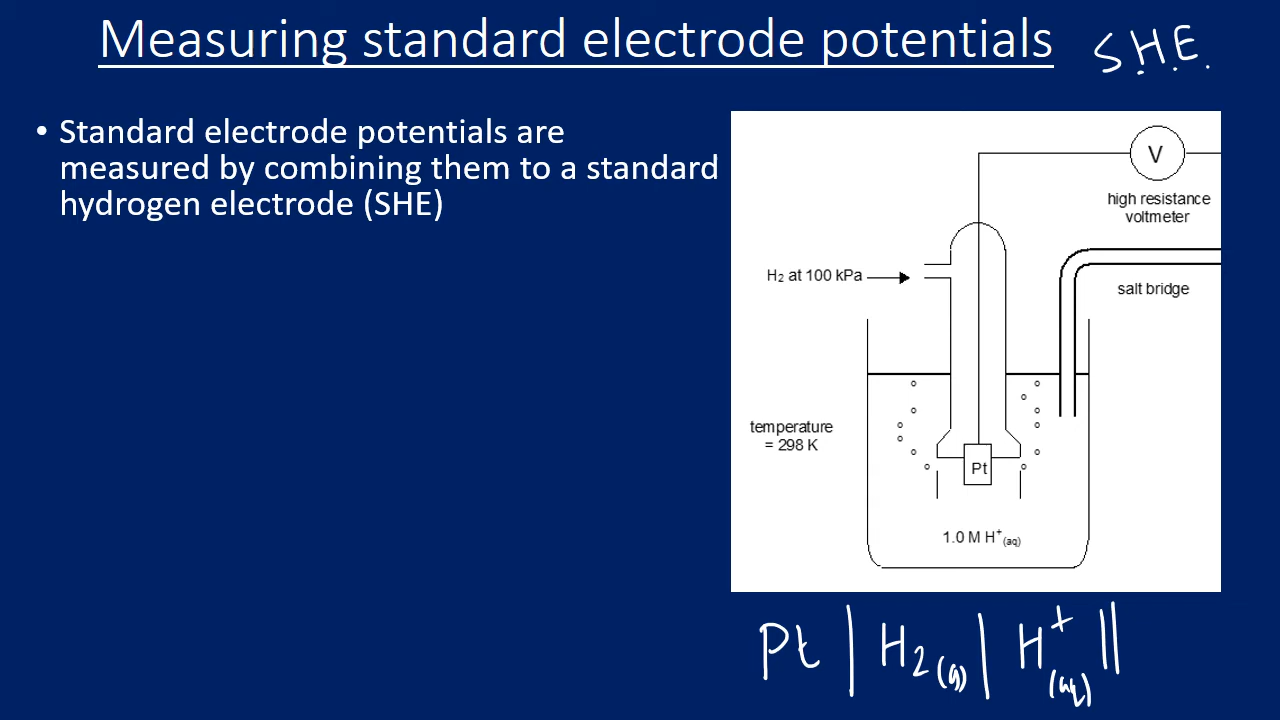 Measuring standard electrode potentials S.H.E.
• Standard electrode potentials are
measured by combining them to a standard
hydrogen electrode (SHE)
V
high resistance
voltmeter
H₂ at 100 kPa
salt bridge
temperature
= 298 K
Pt
1.0 M H⁺(aq)
Pt | H₂(g) | H⁺(aq) ||